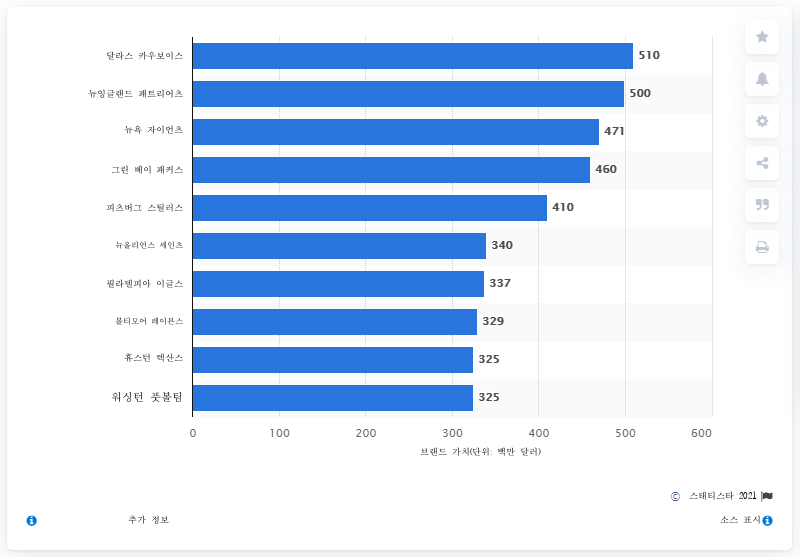 달라스 카우보이스 510
뉴잉글랜드 패트리어츠 500
뉴욕 자이언츠 471
그린 베이 패커스 460
피츠버그 스틸러스 410
뉴올리언스 세인츠 340
필라델피아 이글스 337
볼티모어 레이븐스 329
휴스턴 텍산스 325
워싱턴 풋볼팀 325
0 100 200 300 400 500 600
브랜드 가치(단위: 백만 달러)
© 스태티스타 2021
추가 정보 소스 표시